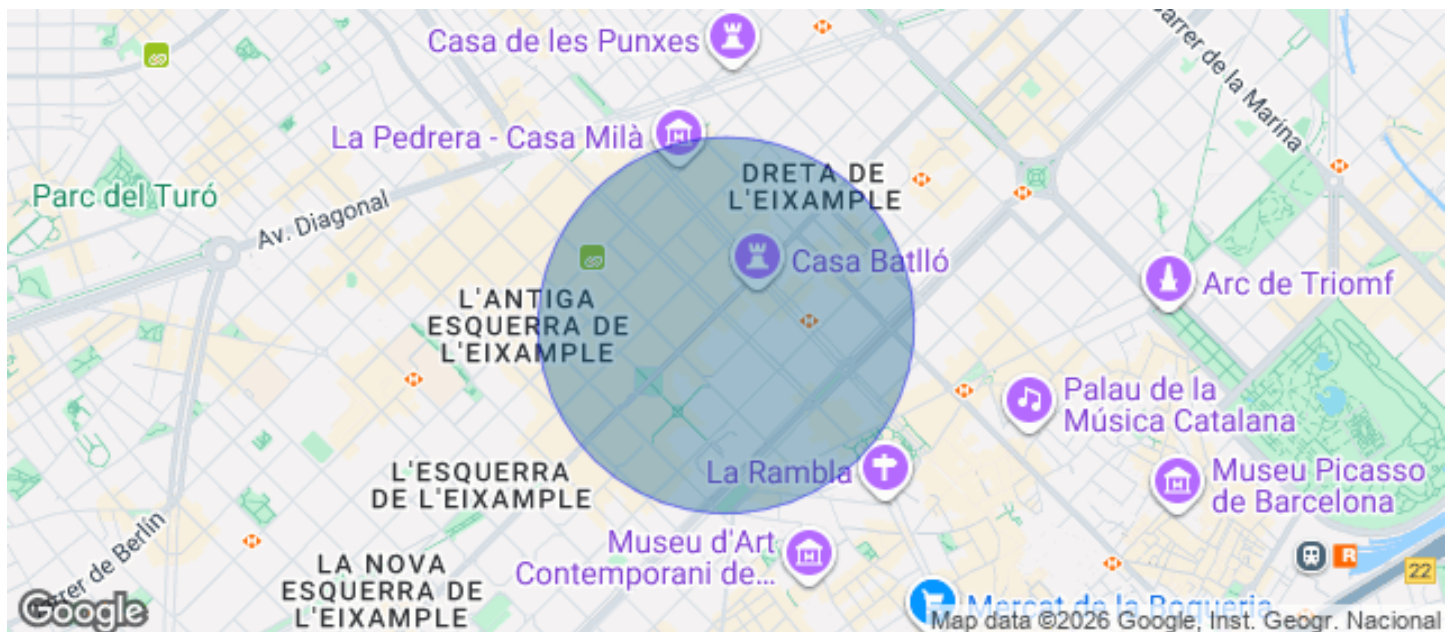 Casa de les Punxes
Carrer de la Marina
La Pedrera - Casa Milà
DRETA DE
L'EIXAMPLE
Parc del Turó
Av. Diagonal
Casa Batlló
Arc de Triomf
L'ANTIGA
ESQUERRA DE
L'EIXAMPLE
Palau de la
Música Catalana
La Rambla
L'ESQUERRA
DE L'EIXAMPLE
Museu Picasso
de Barcelona
Carrer de Berlín
Museu d'Art
Contemporani de...
R
22
LA NOVA
ESQUERRA DE
L'EIXAMPLE
Google
Mercat de la Boqueria
Map data ©2026 Google, Inst. Geogr. Nacional